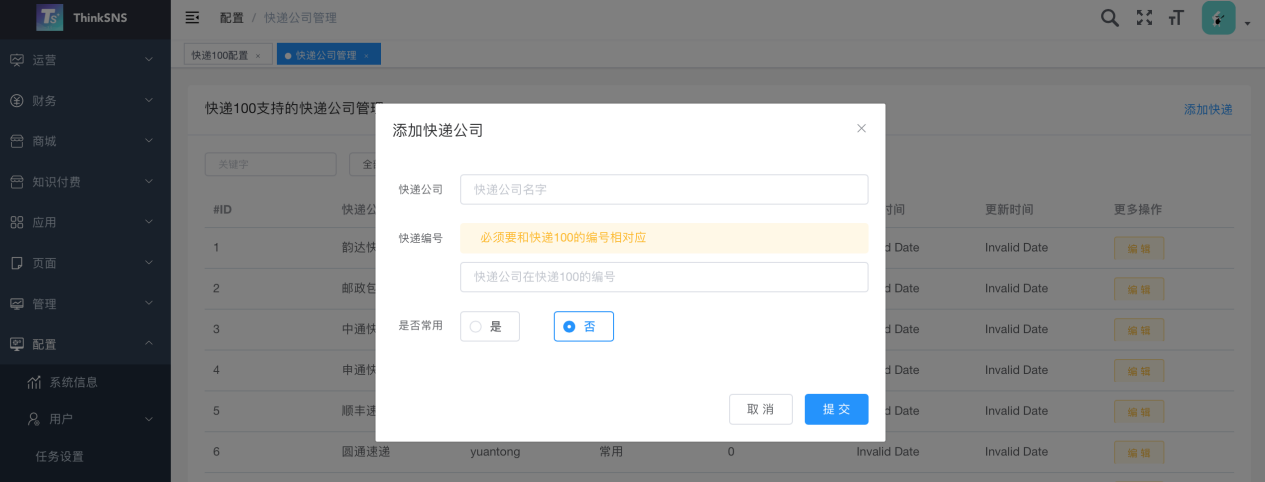 ThinkSNS
配置 / 快递公司管理
快递100配置 ×
快递公司管理 ×
运营
财务
商城
知识付费
应用
页面
管理
配置
系统信息
用户
任务设置
快递100支持的快递公司管理
添加快递
关键字
添加快递公司
快递公司 快递公司名字
快递编号 必须要和快递100的编号相对应
快递公司在快递100的编号
是否常用 是 否
取消 提交
#ID 快递公 时间 更新时间 更多操作
1 韵达快 d Date Invalid Date 编辑
2 邮政包 d Date Invalid Date 编辑
3 中通快 d Date Invalid Date 编辑
4 申通快 d Date Invalid Date 编辑
5 顺丰速 d Date Invalid Date 编辑
6 圆通速递 yuantong 常用 0 Invalid Date Invalid Date 编辑